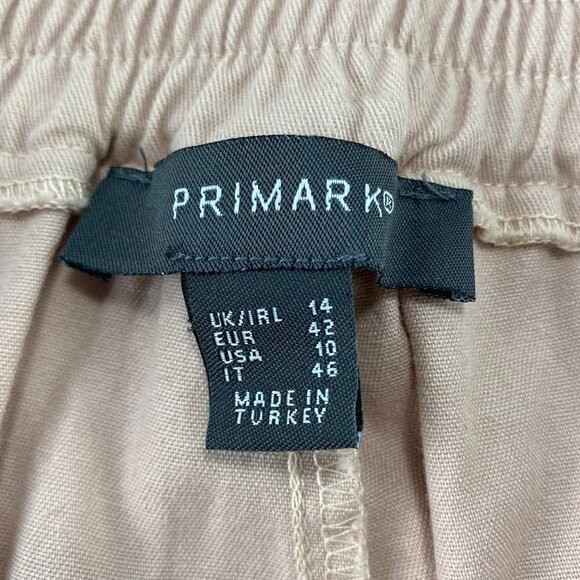 PRIMARK®
UK/IRL 14
EUR 42
USA 10
IT 46
MADE IN
TURKEY